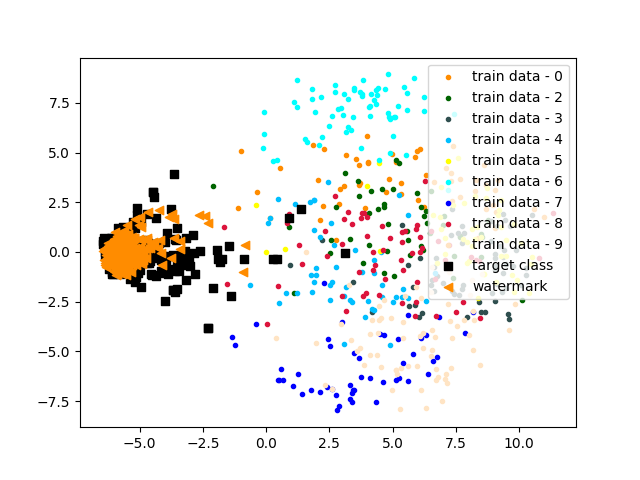 7.5
5.0
2.5
0.0
−2.5
−5.0
−7.5
−5.0 −2.5 0.0 2.5 5.0 7.5 10.0
train data - 0
train data - 2
train data - 3
train data - 4
train data - 5
train data - 6
train data - 7
train data - 8
train data - 9
target class
watermark